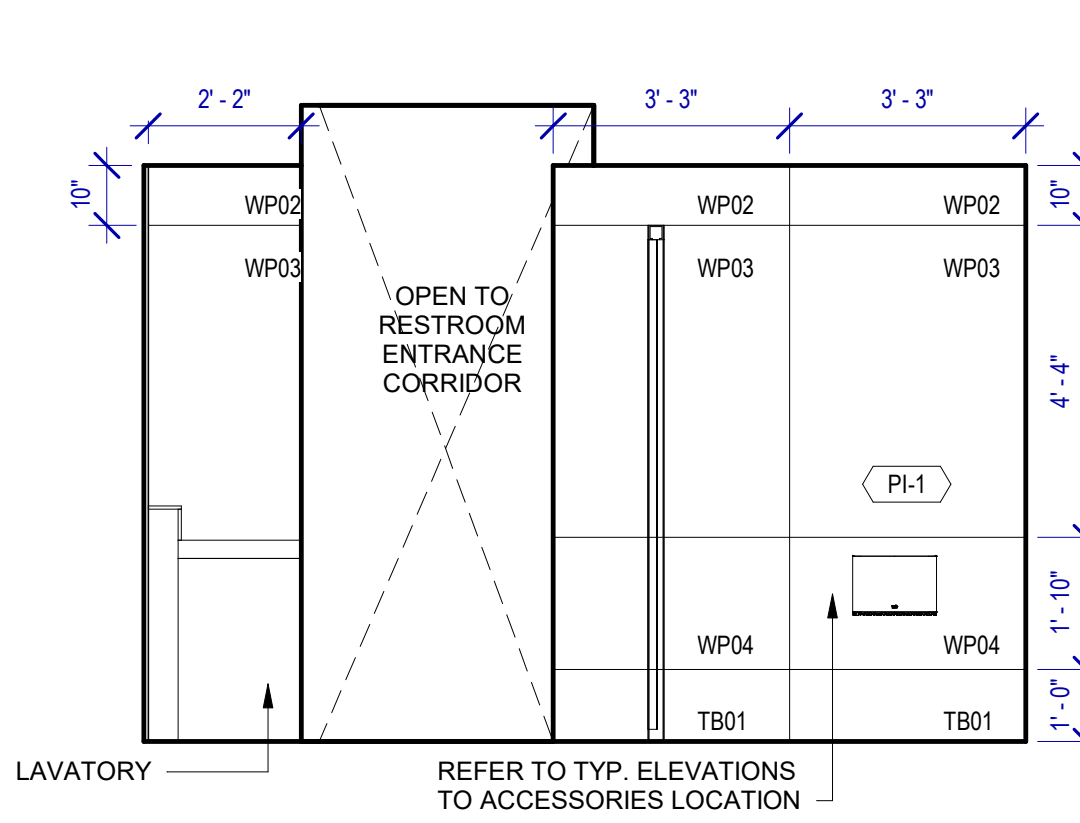 2' - 2"
3' - 3"
3' - 3"
10"
10"
WP02
WP02
WP02
WP03
WP03
WP03
OPEN TO
RESTROOM
ENTRANCE
CORRIDOR
4' - 4"
PI-1
1' - 10"
WP04
WP04
1' - 0"
TB01
TB01
LAVATORY
REFER TO TYP. ELEVATIONS
TO ACCESSORIES LOCATION